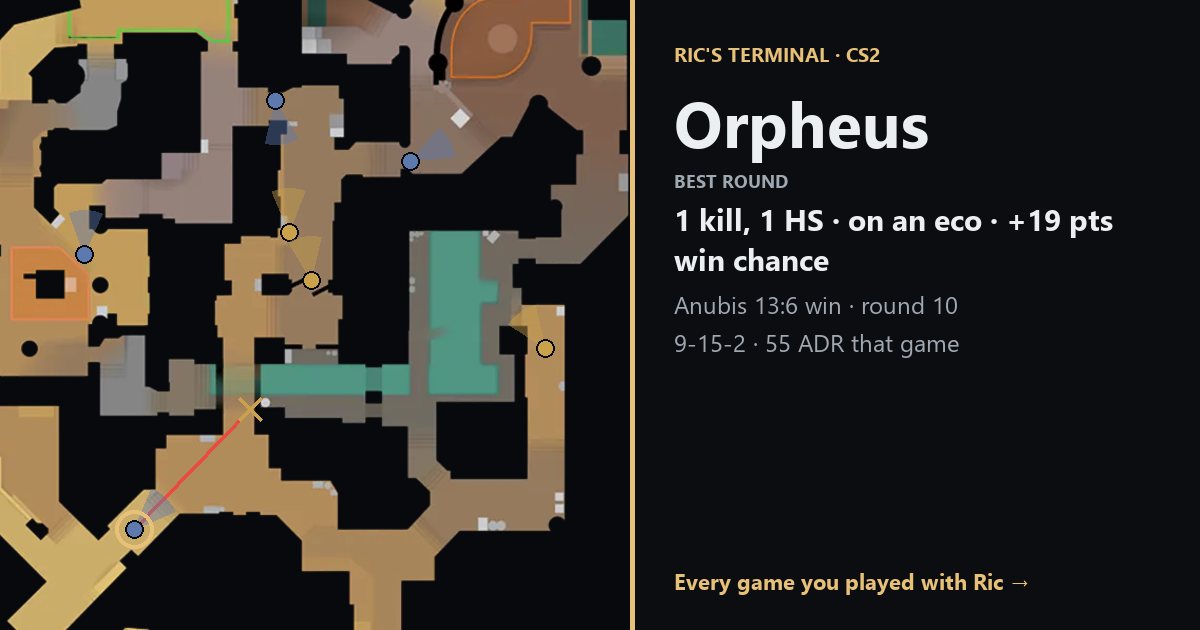 RIC'S TERMINAL · CS2
Orpheus
BEST ROUND
1 kill, 1 HS · on an eco · +19 pts
win chance
Anubis 13:6 win · round 10
9-15-2 · 55 ADR that game
Every game you played with Ric →